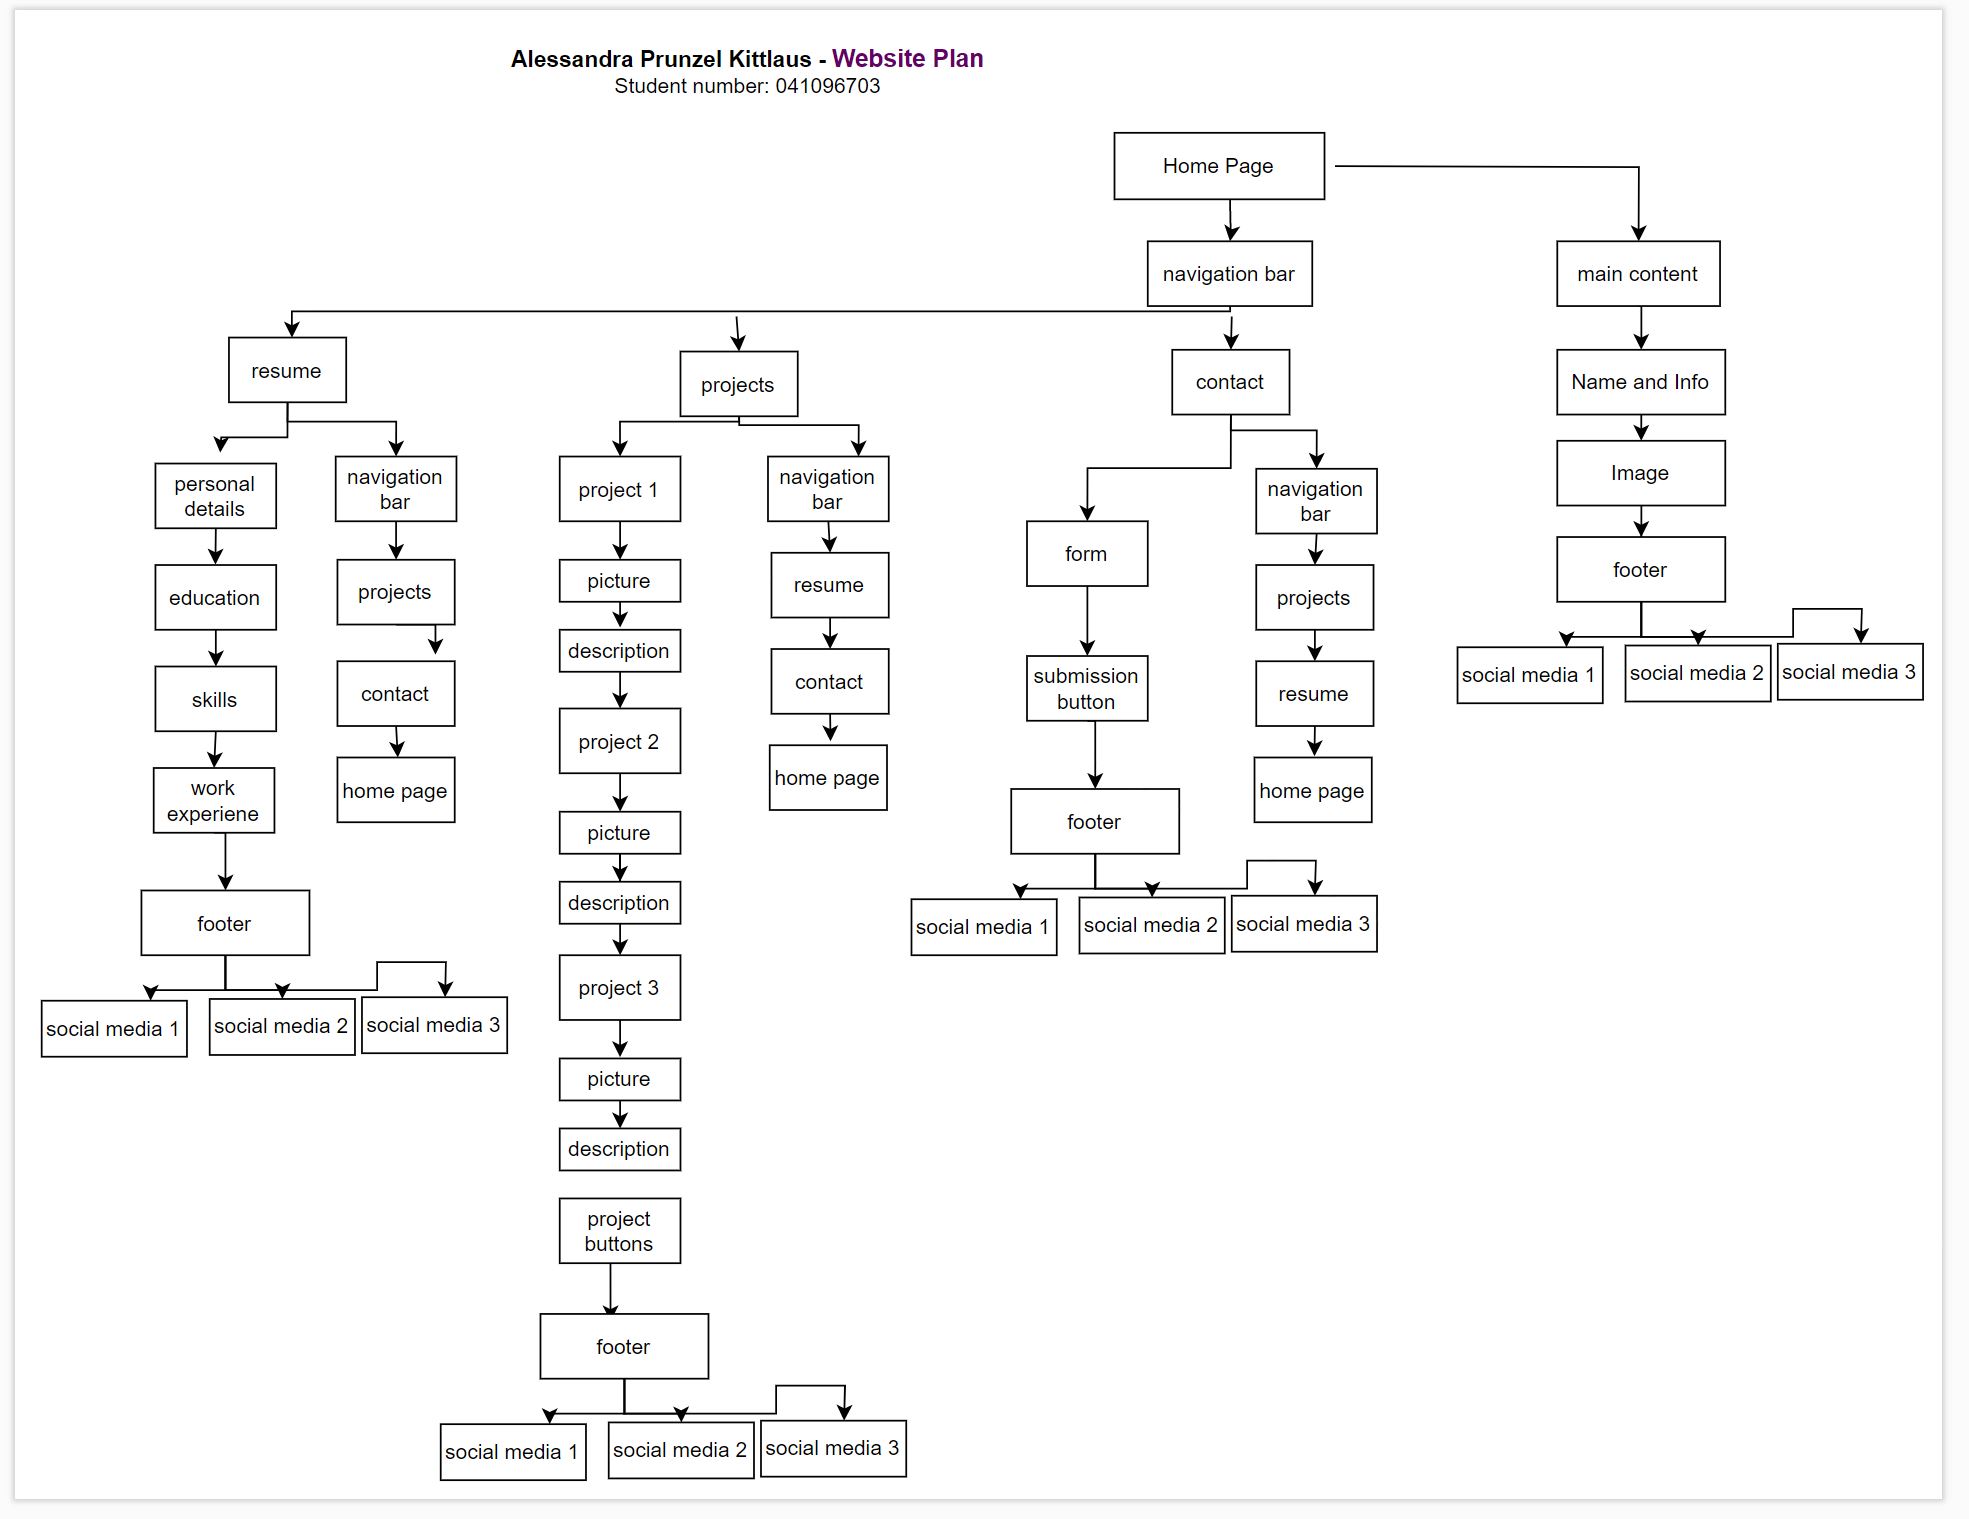 Alessandra Prunzel Kittlaus - Website Plan
Student number: 041096703
Home Page
navigation bar
main content
resume
projects
contact
Name and Info
Image
footer
social media 1
social media 2
social media 3
personal
details
education
skills
work
experiene
footer
social media 1
social media 2
social media 3
navigation
bar
projects
contact
home page
project 1
picture
description
project 2
picture
description
project 3
picture
description
project
buttons
footer
social media 1
social media 2
social media 3
navigation
bar
resume
contact
home page
form
submission
button
footer
social media 1
social media 2
social media 3
navigation
bar
projects
resume
home page